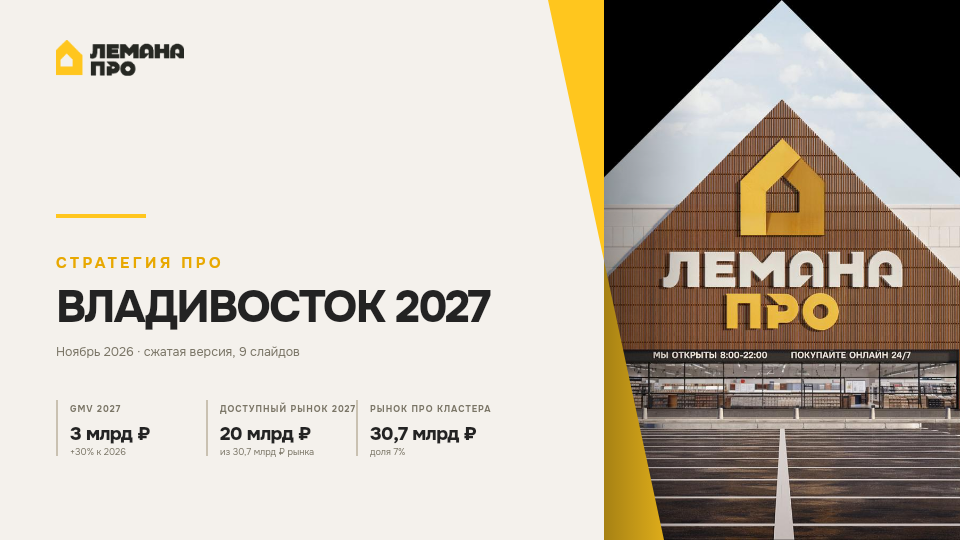 ЛЕМАНА
ПРО
СТРАТЕГИЯ ПРО
ВЛАДИВОСТОК 2027
Ноябрь 2026 · сжатая версия, 9 слайдов
GMV 2027
3 млрд ₽
+30% к 2026
ДОСТУПНЫЙ РЫНОК 2027
20 млрд ₽
из 30,7 млрд ₽ рынка
РЫНОК ПРО КЛАСТЕРА
30,7 млрд ₽
доля 7%
ЛЕМАНА
ПРО
МЫ ОТКРЫТЫ 8:00-22:00 ПОКУПАЙТЕ ОНЛАЙН 24/7